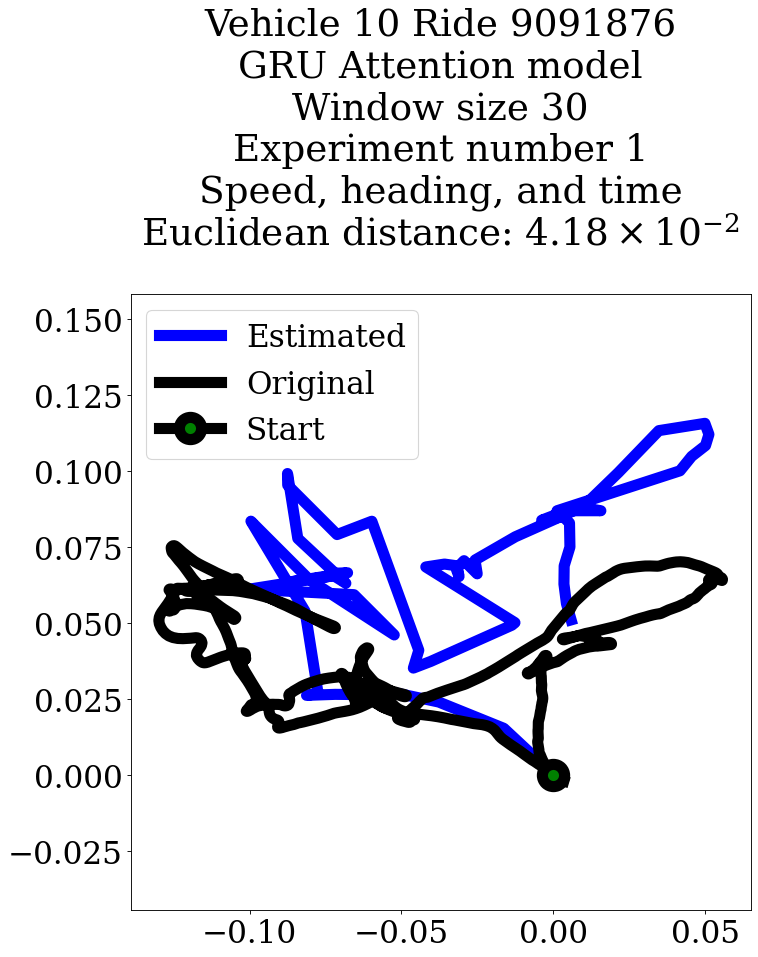 Vehicle 10 Ride 9091876
GRU Attention model
Window size 30
Experiment number 1
Speed, heading, and time
Euclidean distance: 4.18 × 10⁻²
0.150
0.125
0.100
0.075
0.050
0.025
0.000
−0.025
Estimated
Original
Start
−0.10
−0.05
0.00
0.05